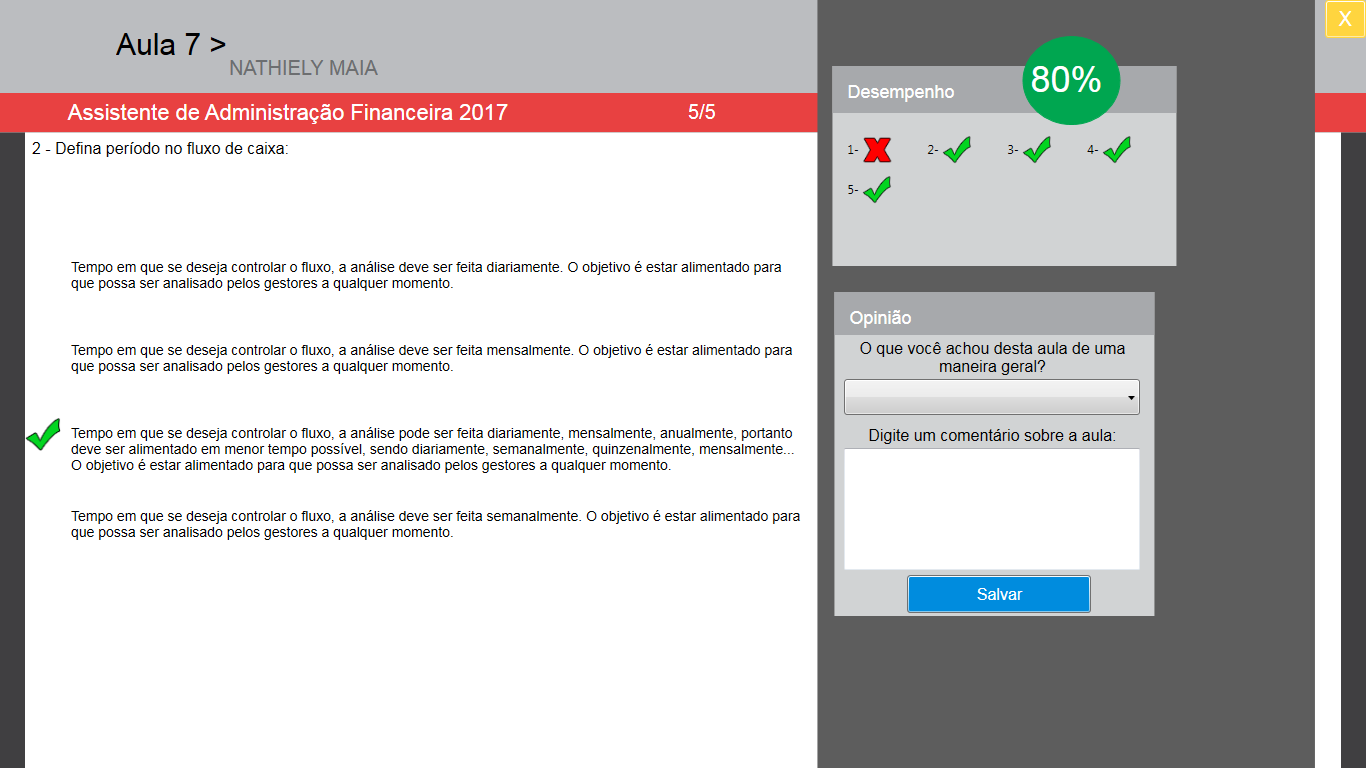 Aula 7 >
NATHIELY MAIA
Assistente de Administração Financeira 2017
5/5
2 - Defina período no fluxo de caixa:
Tempo em que se deseja controlar o fluxo, a análise deve ser feita diariamente. O objetivo é estar alimentado para
que possa ser analisado pelos gestores a qualquer momento.
Tempo em que se deseja controlar o fluxo, a análise deve ser feita mensalmente. O objetivo é estar alimentado para
que possa ser analisado pelos gestores a qualquer momento.
Tempo em que se deseja controlar o fluxo, a análise pode ser feita diariamente, mensalmente, anualmente, portanto
deve ser alimentado em menor tempo possível, sendo diariamente, semanalmente, quinzenalmente, mensalmente...
O objetivo é estar alimentado para que possa ser analisado pelos gestores a qualquer momento.
Tempo em que se deseja controlar o fluxo, a análise deve ser feita semanalmente. O objetivo é estar alimentado para
que possa ser analisado pelos gestores a qualquer momento.
X
80%
Desempenho
1- 2- 3- 4-
5-
Opinião
O que você achou desta aula de uma
maneira geral?
Digite um comentário sobre a aula:
Salvar